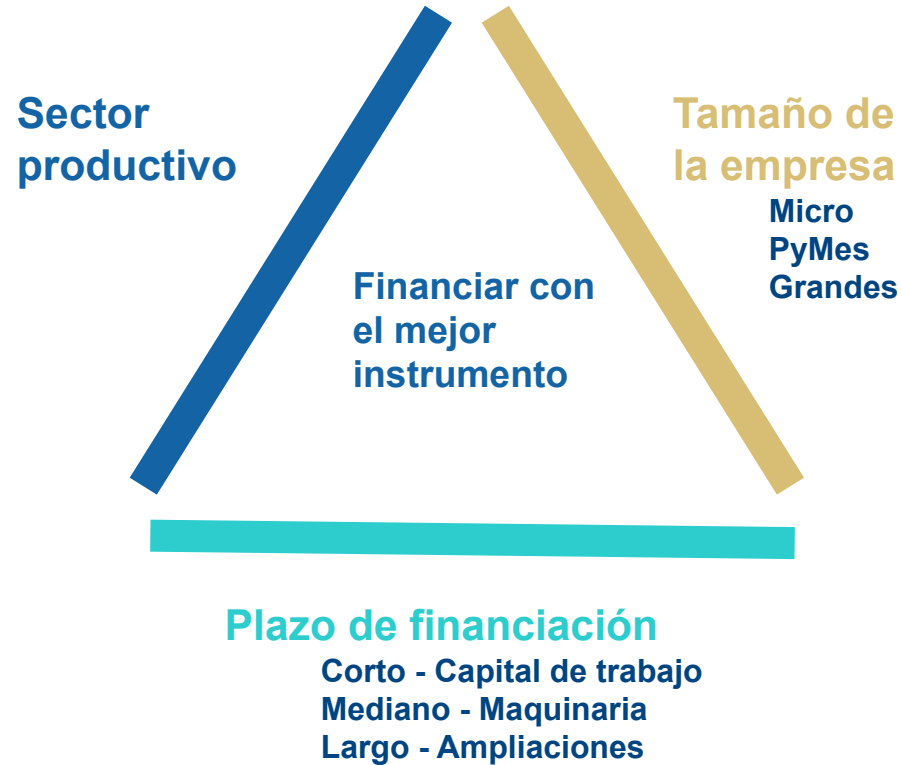 Sector
productivo
Tamaño de
la empresa
Micro
PyMes
Grandes
Financiar con
el mejor
instrumento
Plazo de financiación
Corto - Capital de trabajo
Mediano - Maquinaria
Largo - Ampliaciones